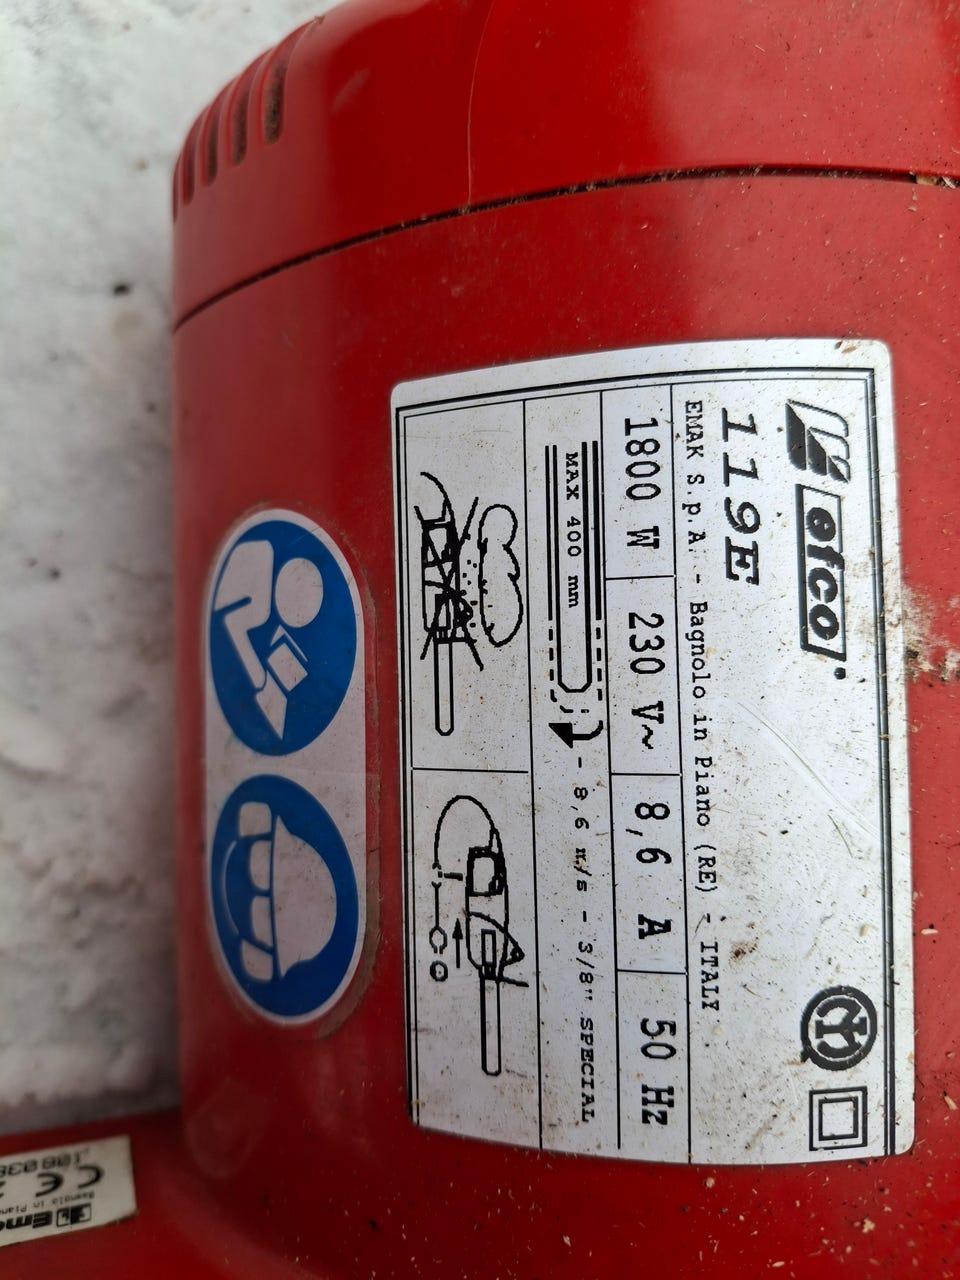 efco
119E
EMAK S.p.A. - Bagnolo in Piano (RE) - ITALY
1800 W 230 V~ 8,6 A 50 Hz
MAX 400 mm - 8,6 m/s - 3/8" SPECIAL
CE